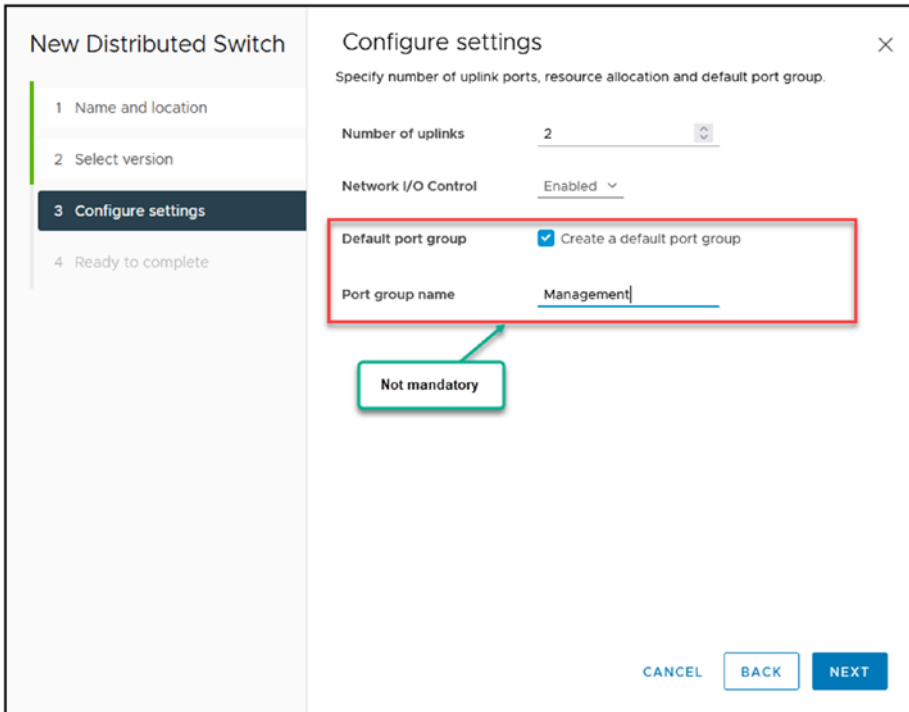 New Distributed Switch
1 Name and location
2 Select version
3 Configure settings
4 Ready to complete
Configure settings
Specify number of uplink ports, resource allocation and default port group.
Number of uplinks 2
Network I/O Control Enabled
Default port group Create a default port group
Port group name Management
Not mandatory
CANCEL BACK NEXT